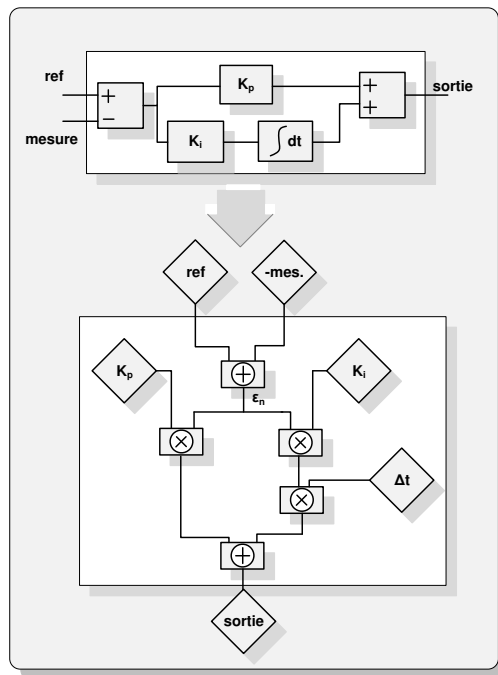 ref
mesure
+
−
Kp
Ki
∫dt
+
+
sortie
ref
-mes.
+
Kp
Ki
εn
×
×
×
Δt
+
sortie